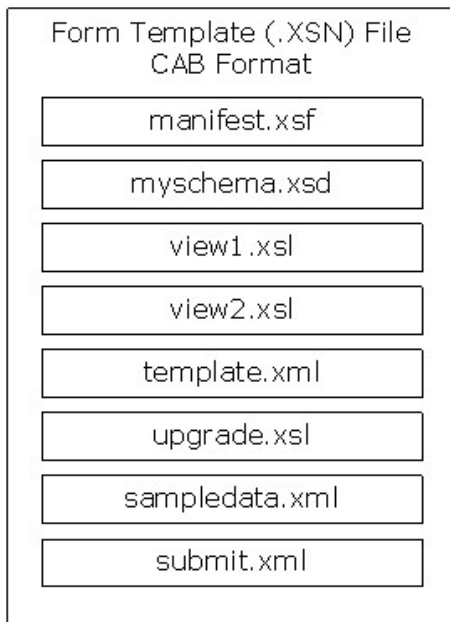 Form Template (.XSN) File
CAB Format
manifest.xsf
myschema.xsd
view1.xsl
view2.xsl
template.xml
upgrade.xsl
sampledata.xml
submit.xml